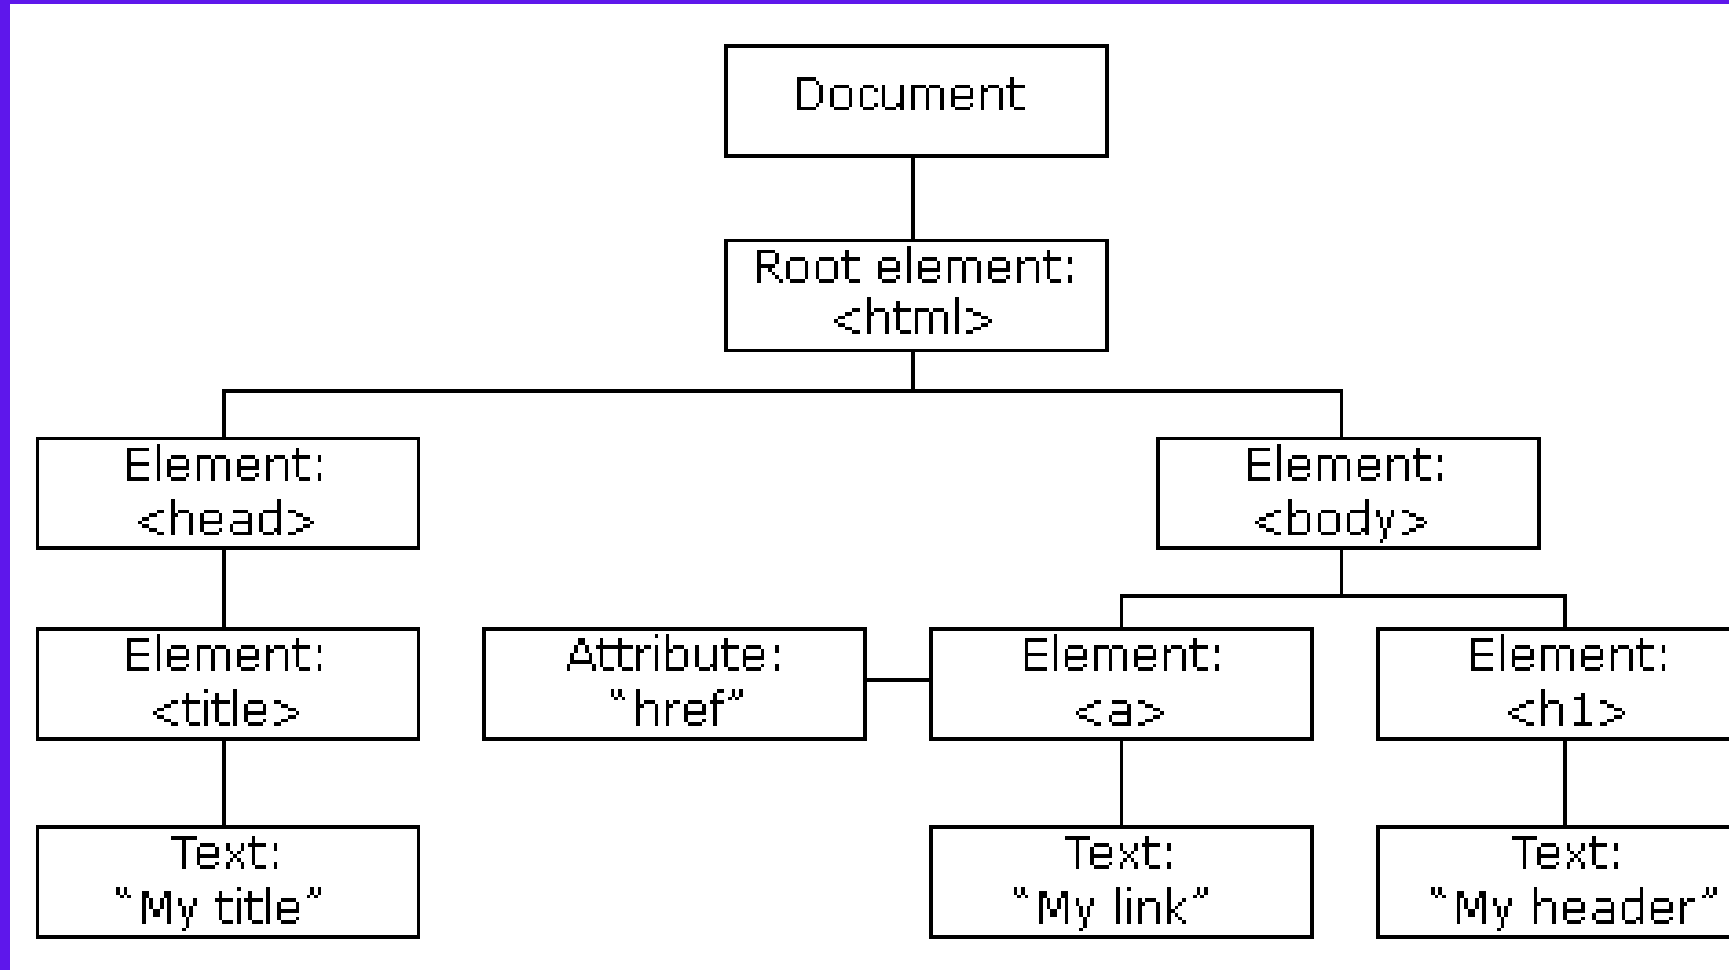 Document
Root element:
<html>
Element:
<head>
Element:
<body>
Element:
<title>
Attribute:
“href”
Element:
<a>
Element:
<h1>
Text:
“My title”
Text:
“My link”
Text:
“My header”